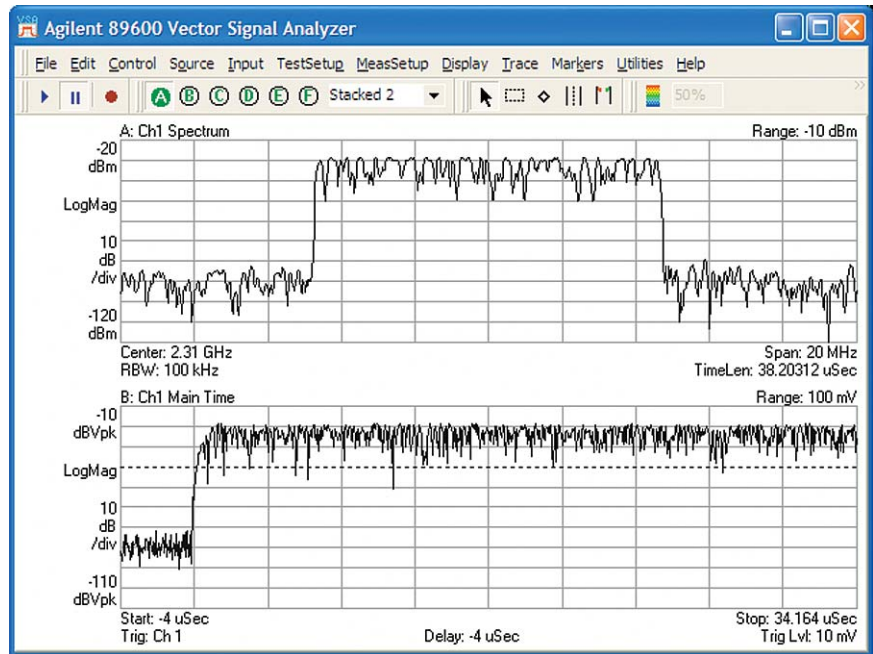 VSA Agilent 89600 Vector Signal Analyzer
File Edit Control Source Input TestSetup MeasSetup Display Trace Markers Utilities Help
A B C D E F Stacked 2 50%
A: Ch1 Spectrum Range: -10 dBm
-20
dBm
LogMag
10
dB
/div
-120
dBm
Center: 2.31 GHz Span: 20 MHz
RBW: 100 kHz TimeLen: 38.20312 uSec
B: Ch1 Main Time Range: 100 mV
-10
dBVpk
LogMag
10
dB
/div
-110
dBVpk
Start: -4 uSec Stop: 34.164 uSec
Trig: Ch 1 Delay: -4 uSec Trig Lvl: 10 mV